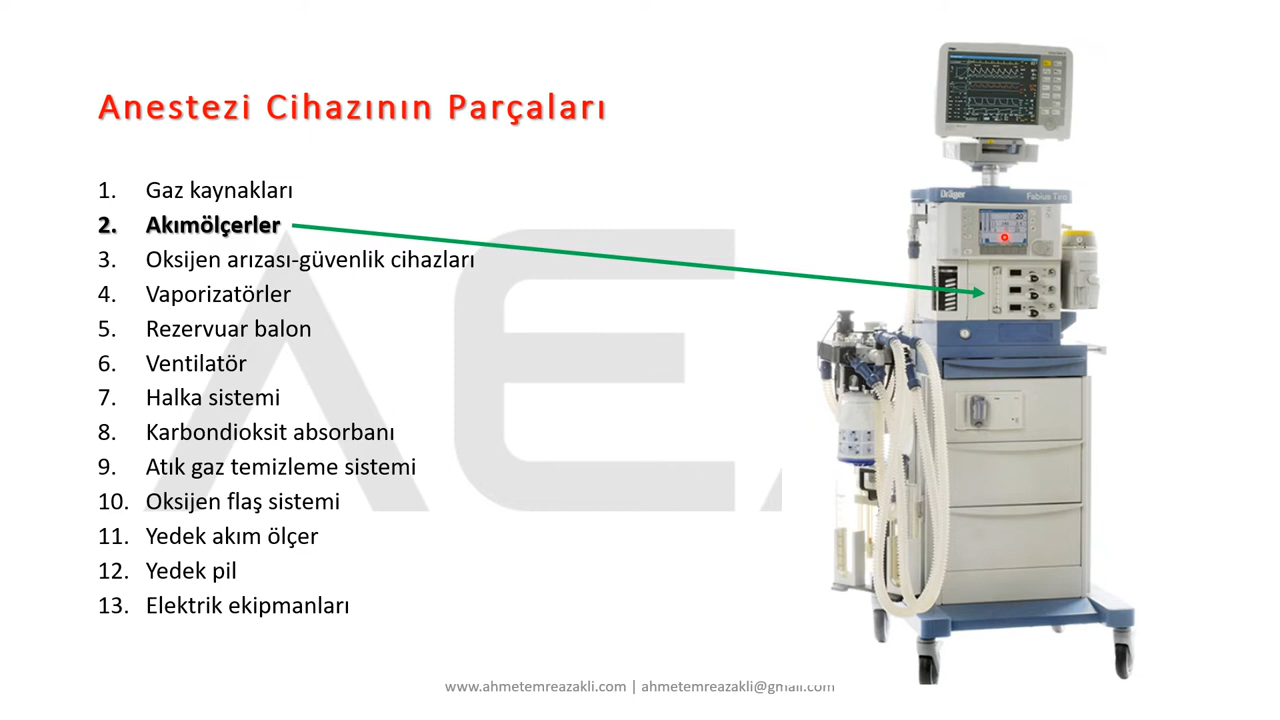 Anestezi Cihazının Parçaları
1. Gaz kaynakları
2. Akımölçerler
3. Oksijen arızası-güvenlik cihazları
4. Vaporizatörler
5. Rezervuar balon
6. Ventilatör
7. Halka sistemi
8. Karbondioksit absorbanı
9. Atık gaz temizleme sistemi
10. Oksijen flaş sistemi
11. Yedek akım ölçer
12. Yedek pil
13. Elektrik ekipmanları
Dräger Fabius Tiro
20
AE
www.ahmetemreazakli.com | ahmetemreazakli@gmail.com